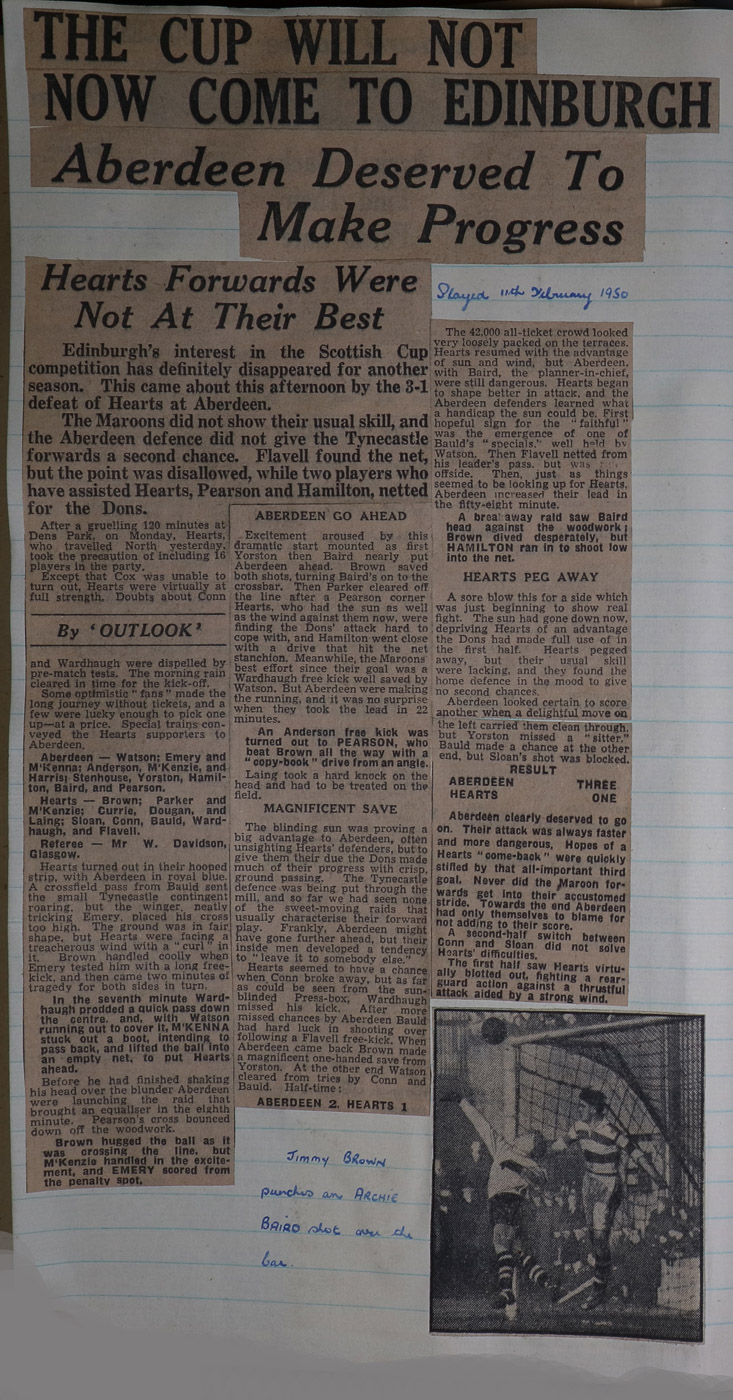 THE CUP WILL NOT
NOW COME TO EDINBURGH
Aberdeen Deserved To
Make Progress
Hearts Forwards Were
Not At Their Best
Edinburgh's interest in the Scottish Cup
competition has definitely disappeared for another
season. This came about this afternoon by the 3-1
defeat of Hearts at Aberdeen.
The Maroons did not show their usual skill, and
the Aberdeen defence did not give the Tynecastle
forwards a second chance. Flavell found the net,
but the point was disallowed, while two players who
have assisted Hearts, Pearson and Hamilton, netted
for the Dons.
After a gruelling 120 minutes at
Dens Park, on Monday, Hearts,
who travelled North yesterday,
took the precaution of including 16
players in the party.
Except that Cox was unable to
turn out, Hearts were virtually at
full strength. Doubts about Conn
By 'OUTLOOK'
and Wardhaugh were dispelled by
pre-match tests. The morning rain
cleared in time for the kick-off.
Some optimistic "fans" made the
long journey without tickets, and a
few were lucky enough to pick one
up—at a price. Special trains con-
veyed the Hearts supporters to
Aberdeen.
Aberdeen — Watson; Emery and
M'Kenna; Anderson, M'Kenzie, and
Harris; Stenhouse, Yorston, Hamil-
ton, Baird, and Pearson.
Hearts — Brown; Parker and
M'Kenzie; Currie, Dougan, and
Laing; Sloan, Conn, Bauld, Ward-
haugh, and Flavell.
Referee — Mr W. Davidson,
Glasgow.
Hearts turned out in their hooped
strip, with Aberdeen in royal blue.
A crossfield pass from Bauld sent
the small Tynecastle contingent
roaring, but the winger, neatly
tricking Emery, placed his cross
too high. The ground was in fair
shape, but Hearts were facing a
treacherous wind with a "curl" in
it. Brown handled coolly when
Emery tested him with a long free-
kick, and then came two minutes of
tragedy for both sides in turn.
In the seventh minute Ward-
haugh prodded a quick pass down
the centre, and, with Watson
running out to cover it, M'KENNA
stuck out a boot, intending to
pass back, and lifted the ball into
an empty net, to put Hearts
ahead.
Before he had finished shaking
his head over the blunder Aberdeen
were launching the raid that
brought an equaliser in the eighth
minute. Pearson's cross bounced
down off the woodwork.
Brown hugged the ball as it
was crossing the line, but
M'Kenzie handled in the excite-
ment, and EMERY scored from
the penalty spot.
ABERDEEN GO AHEAD
Excitement aroused by this
dramatic start mounted as first
Yorston then Baird nearly put
Aberdeen ahead. Brown saved
both shots, turning Baird's on to the
crossbar. Then Parker cleared off
the line after a Pearson corner
Hearts, who had the sun as well
as the wind against them now, were
finding the Dons' attack hard to
cope with, and Hamilton went close
with a drive that hit the net
stanchion. Meanwhile, the Maroons'
best effort since their goal was a
Wardhaugh free kick well saved by
Watson. But Aberdeen were making
the running, and it was no surprise
when they took the lead in 22
minutes.
An Anderson free kick was
turned out to PEARSON, who
beat Brown all the way with a
"copy-book" drive from an angle.
Laing took a hard knock on the
head and had to be treated on the
field.
MAGNIFICENT SAVE
The blinding sun was proving a
big advantage to Aberdeen, often
unsighting Hearts' defenders, but to
give them their due the Dons made
much of their progress with crisp,
ground passing. The Tynecastle
defence was being put through the
mill, and so far we had seen none
of the sweet-moving raids that
usually characterise their forward
play. Frankly, Aberdeen might
have gone further ahead, but their
inside men developed a tendency
to "leave it to somebody else."
Hearts seemed to have a chance
when Conn broke away, but as far
as could be seen from the sun-
blinded Press-box, Wardhaugh
missed his kick. After more
missed chances by Aberdeen Bauld
had hard luck in shooting over
following a Flavell free-kick. When
Aberdeen came back Brown made
a magnificent one-handed save from
Yorston. At the other end Watson
cleared from tries by Conn and
Bauld. Half-time:
ABERDEEN 2, HEARTS 1
Played 11th February 1950
The 42,000 all-ticket crowd looked
very loosely packed on the terraces.
Hearts resumed with the advantage
of sun and wind, but Aberdeen,
with Baird, the planner-in-chief,
were still dangerous. Hearts began
to shape better in attack, and the
Aberdeen defenders learned what
a handicap the sun could be. First
hopeful sign for the "faithful"
was the emergence of one of
Bauld's "specials," well held by
Watson. Then Flavell netted from
his leader's pass, but was
offside. Then, just as things
seemed to be looking up for Hearts,
Aberdeen increased their lead in
the fifty-eight minute.
A breakaway raid saw Baird
head against the woodwork;
Brown dived desperately, but
HAMILTON ran in to shoot low
into the net.
HEARTS PEG AWAY
A sore blow this for a side which
was just beginning to show real
fight. The sun had gone down now,
depriving Hearts of an advantage
the Dons had made full use of in
the first half. Hearts pegged
away, but their usual skill
were lacking, and they found the
home defence in the mood to give
no second chances.
Aberdeen looked certain to score
another when a delightful move on
the left carried them clean through,
but Yorston missed a "sitter."
Bauld made a chance at the other
end, but Sloan's shot was blocked.
RESULT
ABERDEEN THREE
HEARTS ONE
Aberdeen clearly deserved to go
on. Their attack was always faster
and more dangerous. Hopes of a
Hearts "come-back" were quickly
stifled by that all-important third
goal. Never did the Maroon for-
wards get into their accustomed
stride. Towards the end Aberdeen
had only themselves to blame for
not adding to their score.
A second-half switch between
Conn and Sloan did not solve
Hearts' difficulties.
The first half saw Hearts virtu-
ally blotted out, fighting a rear-
guard action against a thrustful
attack aided by a strong wind.
Jimmy BROWN
punches an ARCHIE
BAIRD shot over the
bar.